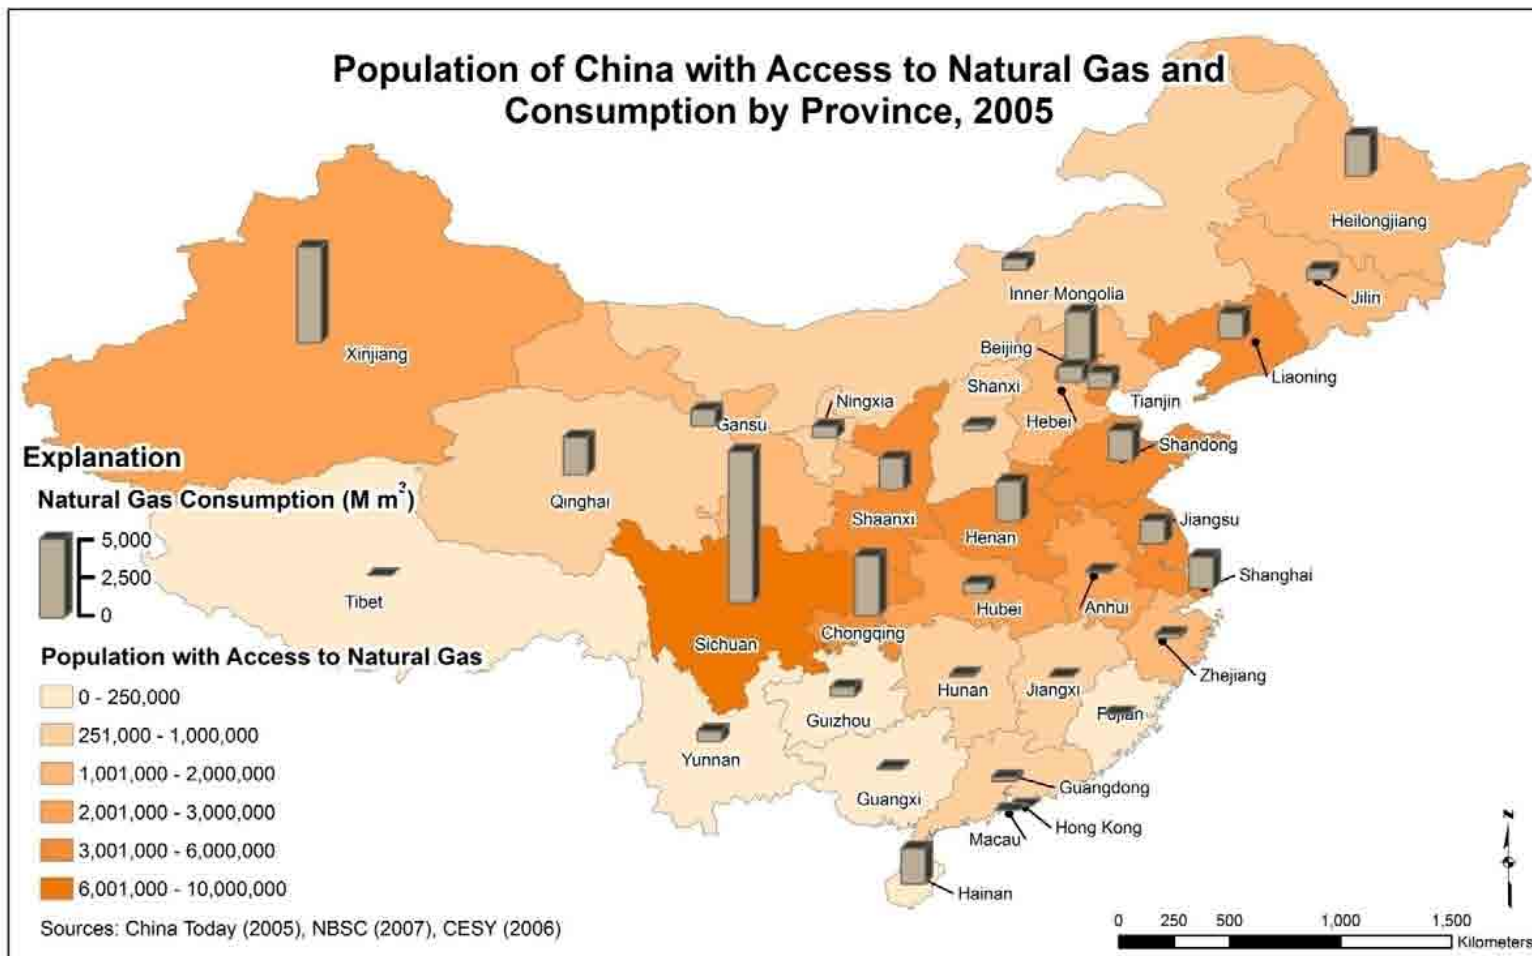 Population of China with Access to Natural Gas and
Consumption by Province, 2005
Heilongjiang
Inner Mongolia
Jilin
Xinjiang
Beijing
Liaoning
Shanxi
Tianjin
Ningxia
Hebei
Gansu
Shandong
Qinghai
Shaanxi
Henan
Jiangsu
Shanghai
Tibet
Hubei
Anhui
Sichuan
Chongqing
Zhejiang
Hunan
Jiangxi
Guizhou
Fujian
Yunnan
Guangxi
Guangdong
Hong Kong
Macau
Hainan
Explanation
Natural Gas Consumption (M m³)
5,000
2,500
0
Population with Access to Natural Gas
0 - 250,000
251,000 - 1,000,000
1,001,000 - 2,000,000
2,001,000 - 3,000,000
3,001,000 - 6,000,000
6,001,000 - 10,000,000
Sources: China Today (2005), NBSC (2007), CESY (2006)
N
0 250 500 1,000 1,500
Kilometers